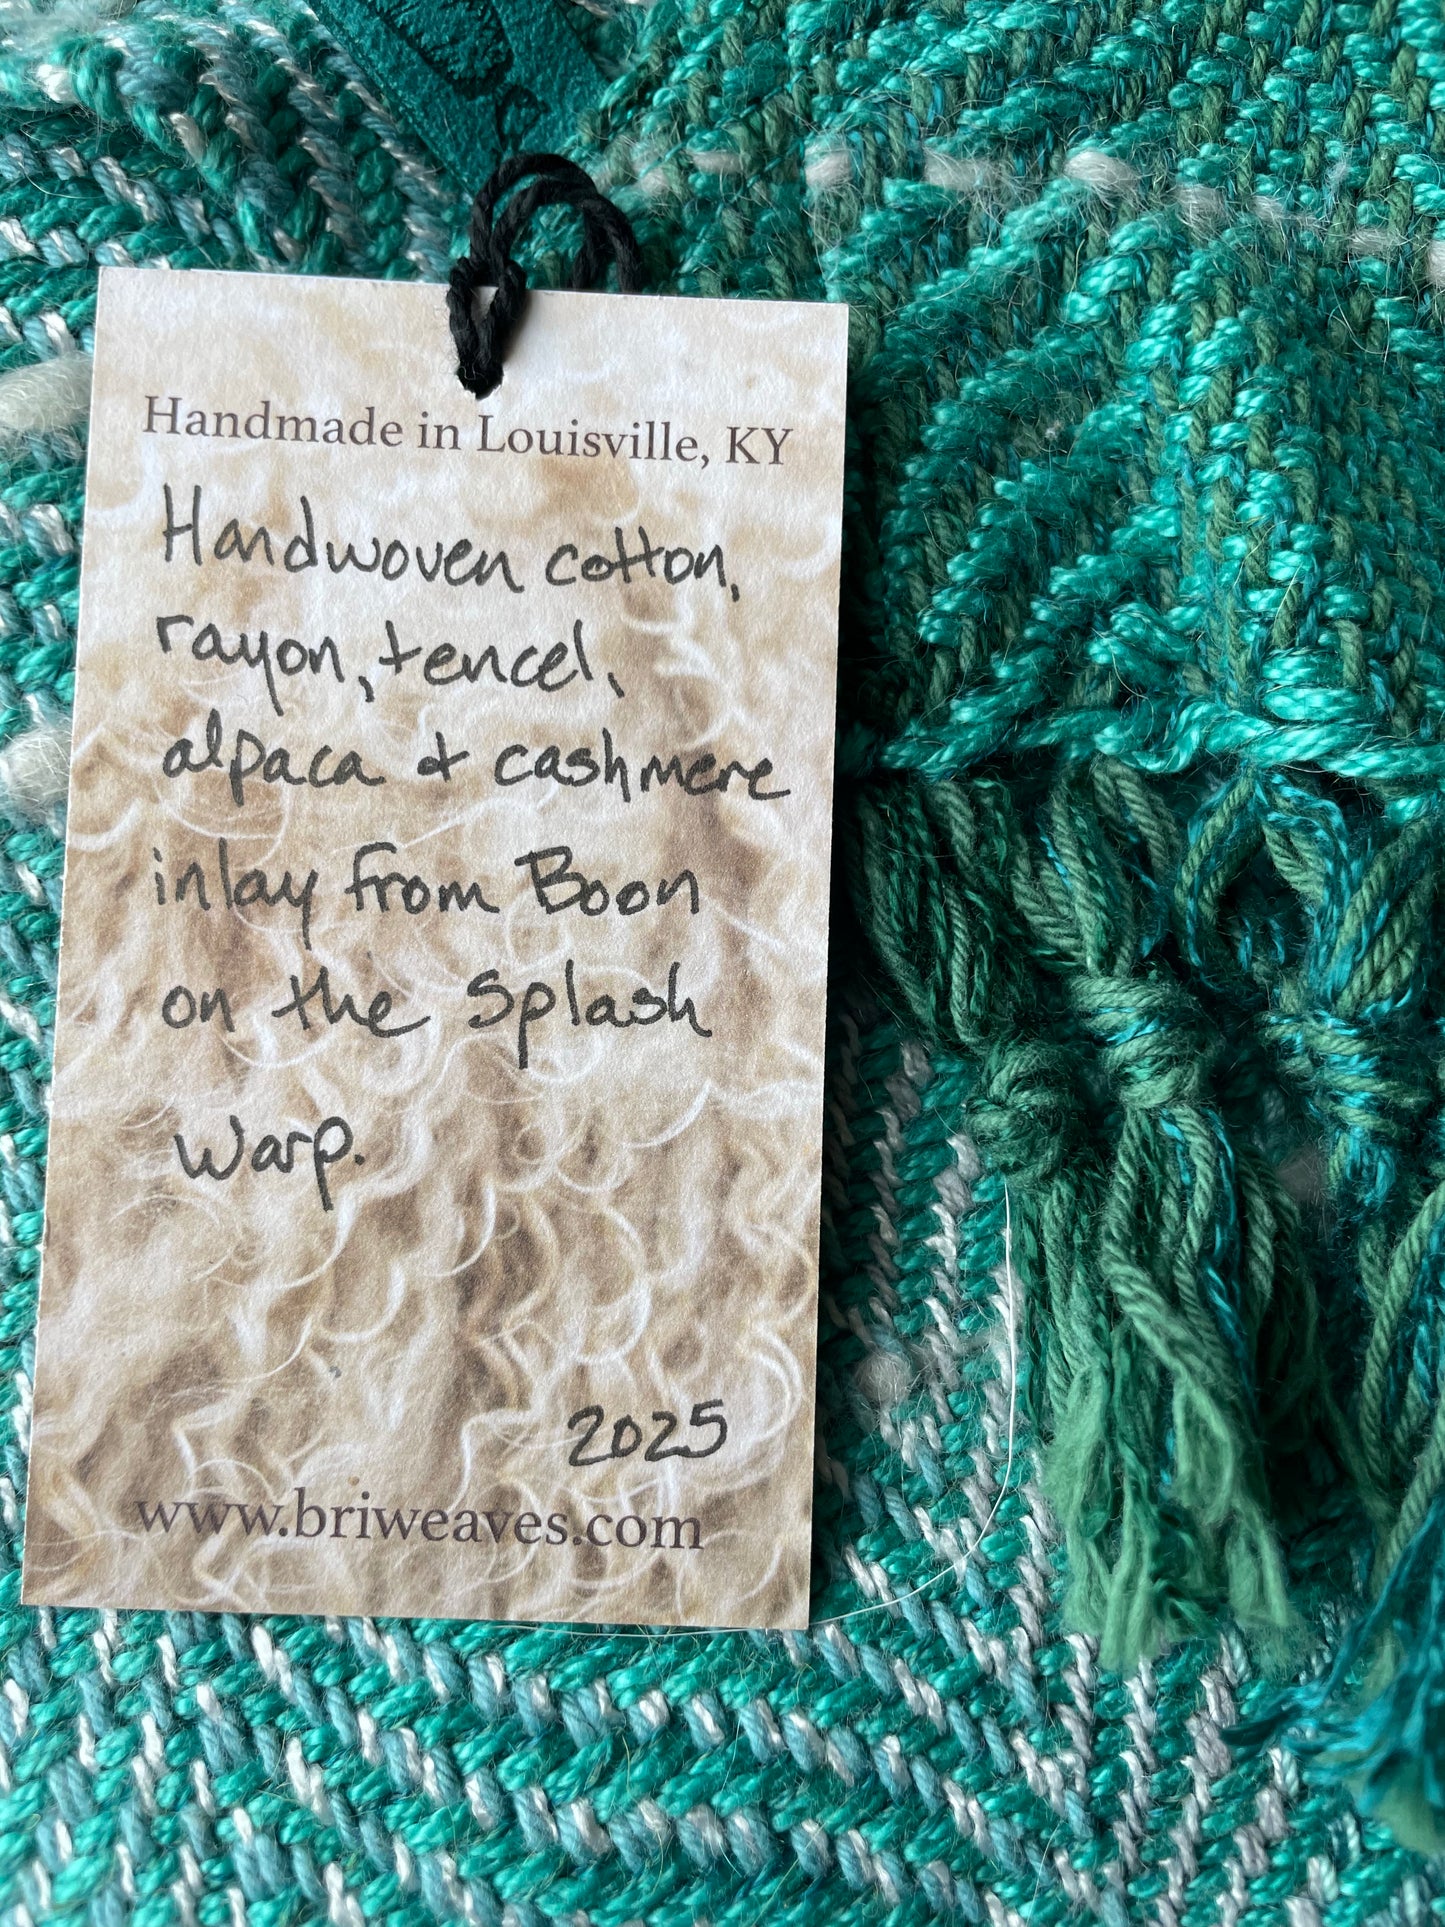 Handmade in Louisville, KY
Handwoven cotton,
rayon, tencel,
alpaca & cashmere
inlay from Boon
on the Splash
Warp.
2025
www.briweaves.com